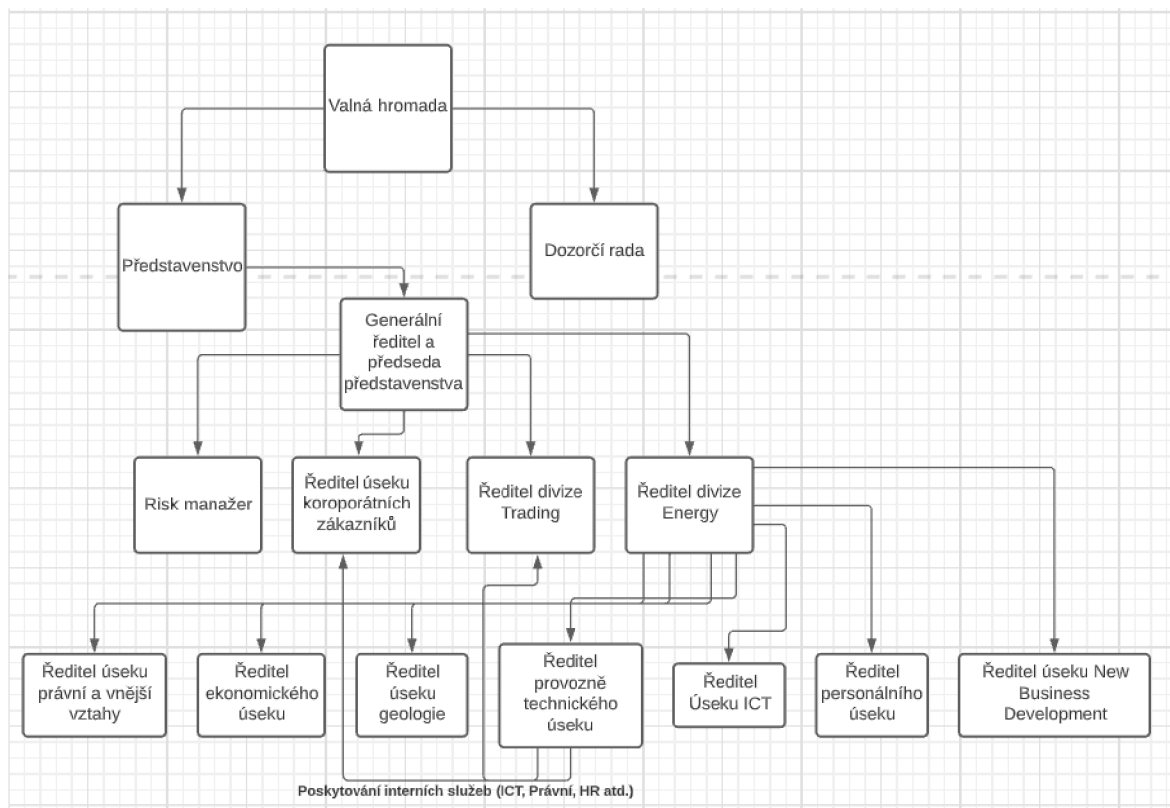 Valná hromada
Představenstvo
Dozorčí rada
Generální
ředitel a
předseda
představenstva
Risk manažer
Ředitel úseku
koroporátních
zákazníků
Ředitel divize
Trading
Ředitel divize
Energy
Ředitel úseku
právní a vnější
vztahy
Ředitel
ekonomického
úseku
Ředitel
úseku
geologie
Ředitel
provozně
technického
úseku
Ředitel
Úseku ICT
Ředitel
personálního
úseku
Ředitel úseku New
Business
Development
Poskytování interních služeb (ICT, Právní, HR atd.)